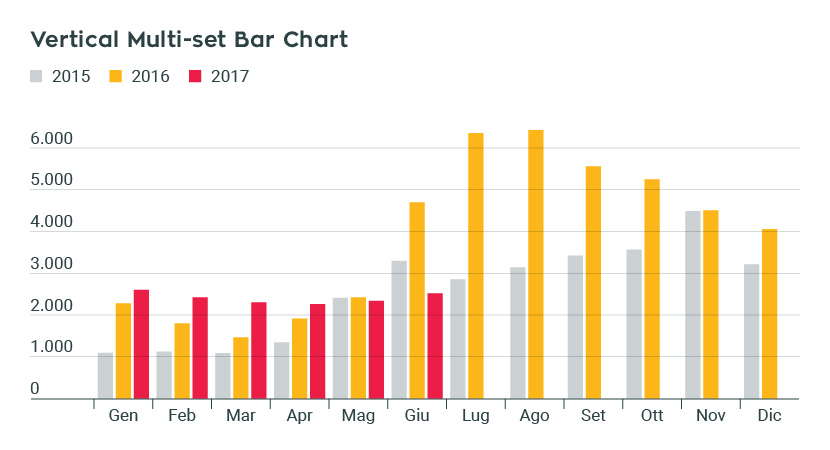 Vertical Multi-set Bar Chart
2015 2016 2017
6.000
5.000
4.000
3.000
2.000
1.000
0
Gen Feb Mar Apr Mag Giu Lug Ago Set Ott Nov Dic